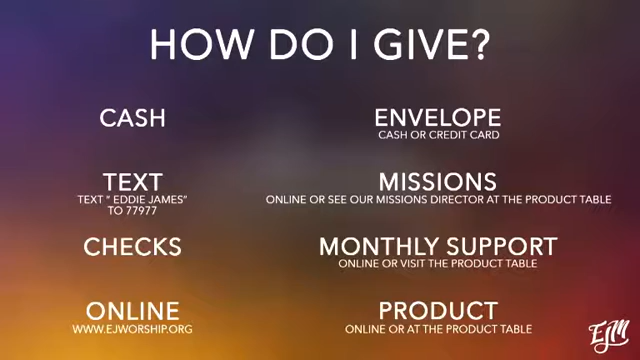 HOW DO I GIVE?
CASH
ENVELOPE
CASH OR CREDIT CARD
TEXT
TEXT " EDDIE JAMES"
TO 77977
MISSIONS
ONLINE OR SEE OUR MISSIONS DIRECTOR AT THE PRODUCT TABLE
CHECKS
MONTHLY SUPPORT
ONLINE OR VISIT THE PRODUCT TABLE
ONLINE
WWW.EJWORSHIP.ORG
PRODUCT
ONLINE OR AT THE PRODUCT TABLE
EJM